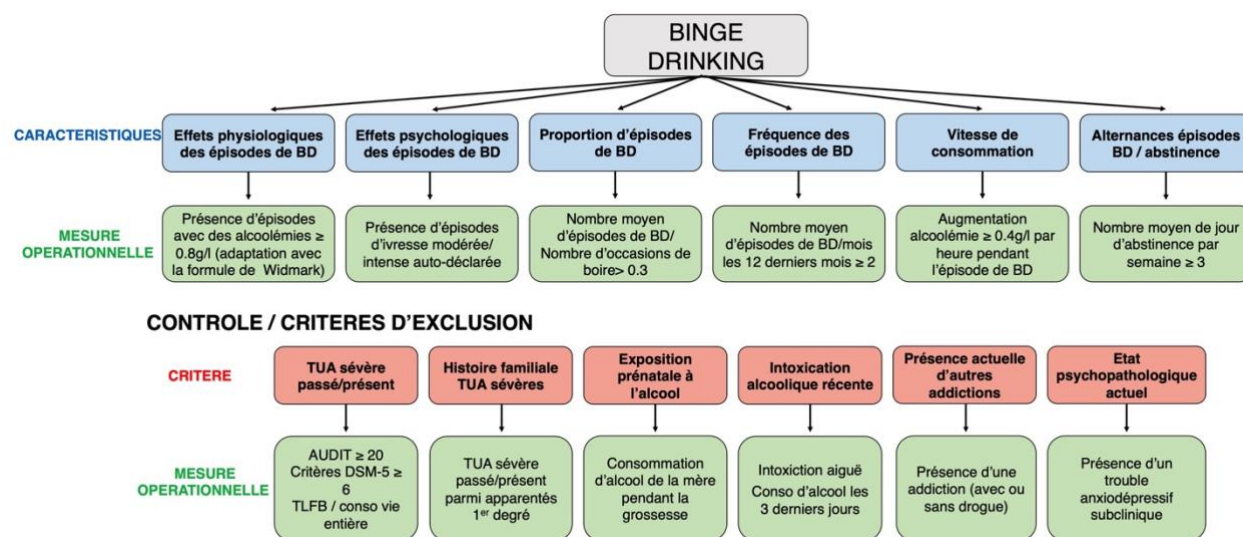 BINGE
DRINKING
CARACTERISTIQUES
Effets physiologiques
des épisodes de BD
Effets psychologiques
des épisodes de BD
Proportion d'épisodes
de BD
Fréquence des
épisodes de BD
Vitesse de
consommation
Alternances épisodes
BD / abstinence
MESURE
OPERATIONNELLE
Présence d'épisodes
avec des alcoolémies ≥
0.8g/l (adaptation avec
la formule de Widmark)
Présence d'épisodes
d'ivresse modérée/
intense auto-déclarée
Nombre moyen
d'épisodes de BD/
Nombre d'occasions de
boire> 0.3
Nombre moyen
d'épisodes de BD/mois
les 12 derniers mois ≥ 2
Augmentation
alcoolémie ≥ 0.4g/l par
heure pendant
l'épisode de BD
Nombre moyen de jour
d'abstinence par
semaine ≥ 3
CONTROLE / CRITERES D'EXCLUSION
CRITERE
TUA sévère
passé/présent
Histoire familiale
TUA sévères
Exposition
prénatale à
l'alcool
Intoxication
alcoolique récente
Présence actuelle
d'autres
addictions
Etat
psychopathologique
actuel
MESURE
OPERATIONNELLE
AUDIT ≥ 20
Critères DSM-5 ≥
6
TLFB / conso vie
entière
TUA sévère
passé/présent
parmi apparentés
1er degré
Consommation
d'alcool de la mère
pendant la
grossesse
Intoxiction aiguë
Conso d'alcool les
3 derniers jours
Présence d'une
addiction (avec ou
sans drogue)
Présence d'un
trouble
anxiodépressif
subclinique